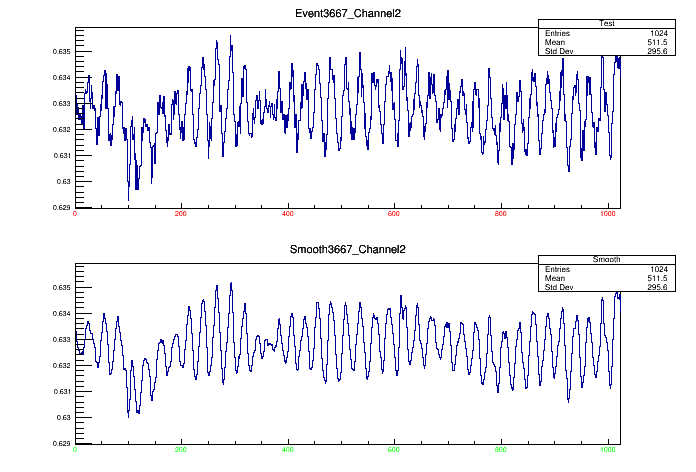 Event3667_Channel2
Test
Entries 1024
Mean 511.5
Std Dev 295.6
0.635
0.634
0.633
0.632
0.631
0.63
0.629
0 200 400 600 800 1000
Smooth3667_Channel2
Smooth
Entries 1024
Mean 511.5
Std Dev 295.6
0.635
0.634
0.633
0.632
0.631
0.63
0.629
0 200 400 600 800 1000